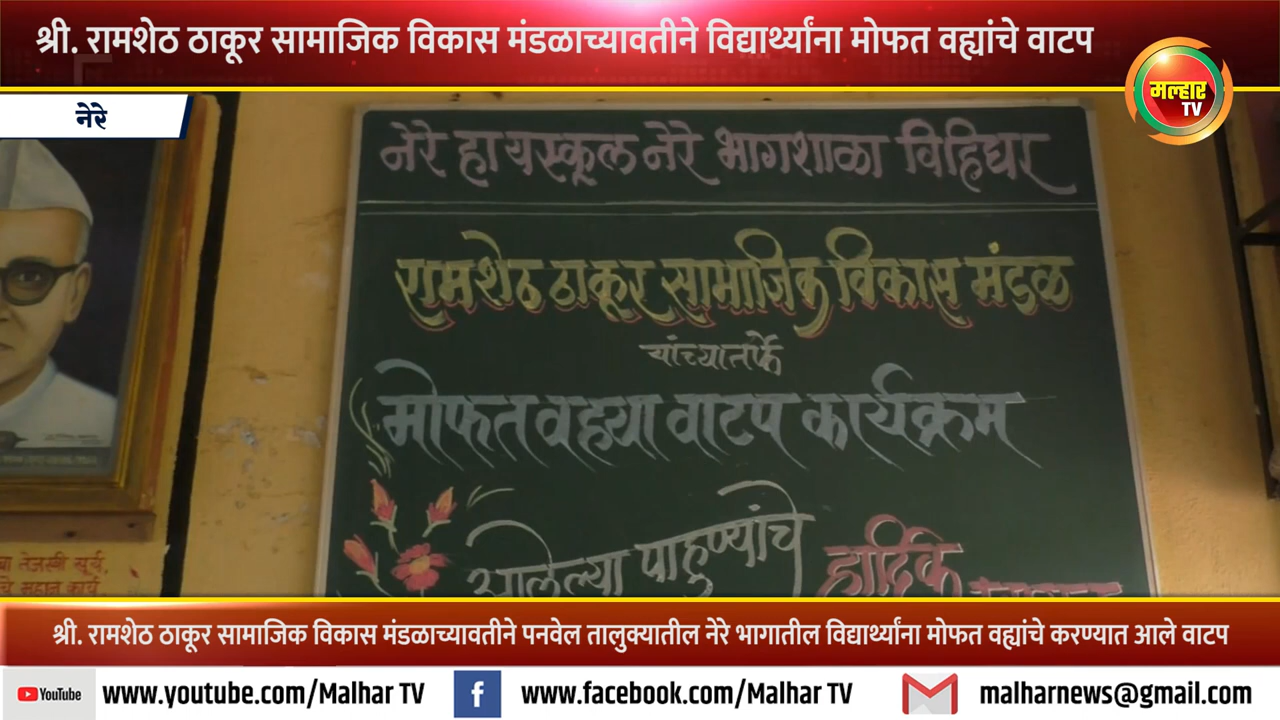 श्री. रामशेठ ठाकूर सामाजिक विकास मंडळाच्यावतीने विद्यार्थ्यांना मोफत वह्यांचे वाटप
मल्हार
TV
नेरे
नेरे हायस्कूल नेरे भागशाळा विहिघर
रामशेठ ठाकूर सामाजिक विकास मंडळ
यांच्यातर्फे
मोफत वह्या वाटप कार्यक्रम
आलेल्या पाहुण्यांचे हार्दिक
तेजस्वी सूर्य,
महान कार्य,
श्री. रामशेठ ठाकूर सामाजिक विकास मंडळाच्यावतीने पनवेल तालुक्यातील नेरे भागातील विद्यार्थ्यांना मोफत वह्यांचे करण्यात आले वाटप
YouTube www.youtube.com/Malhar TV f www.facebook.com/Malhar TV malharnews@gmail.com